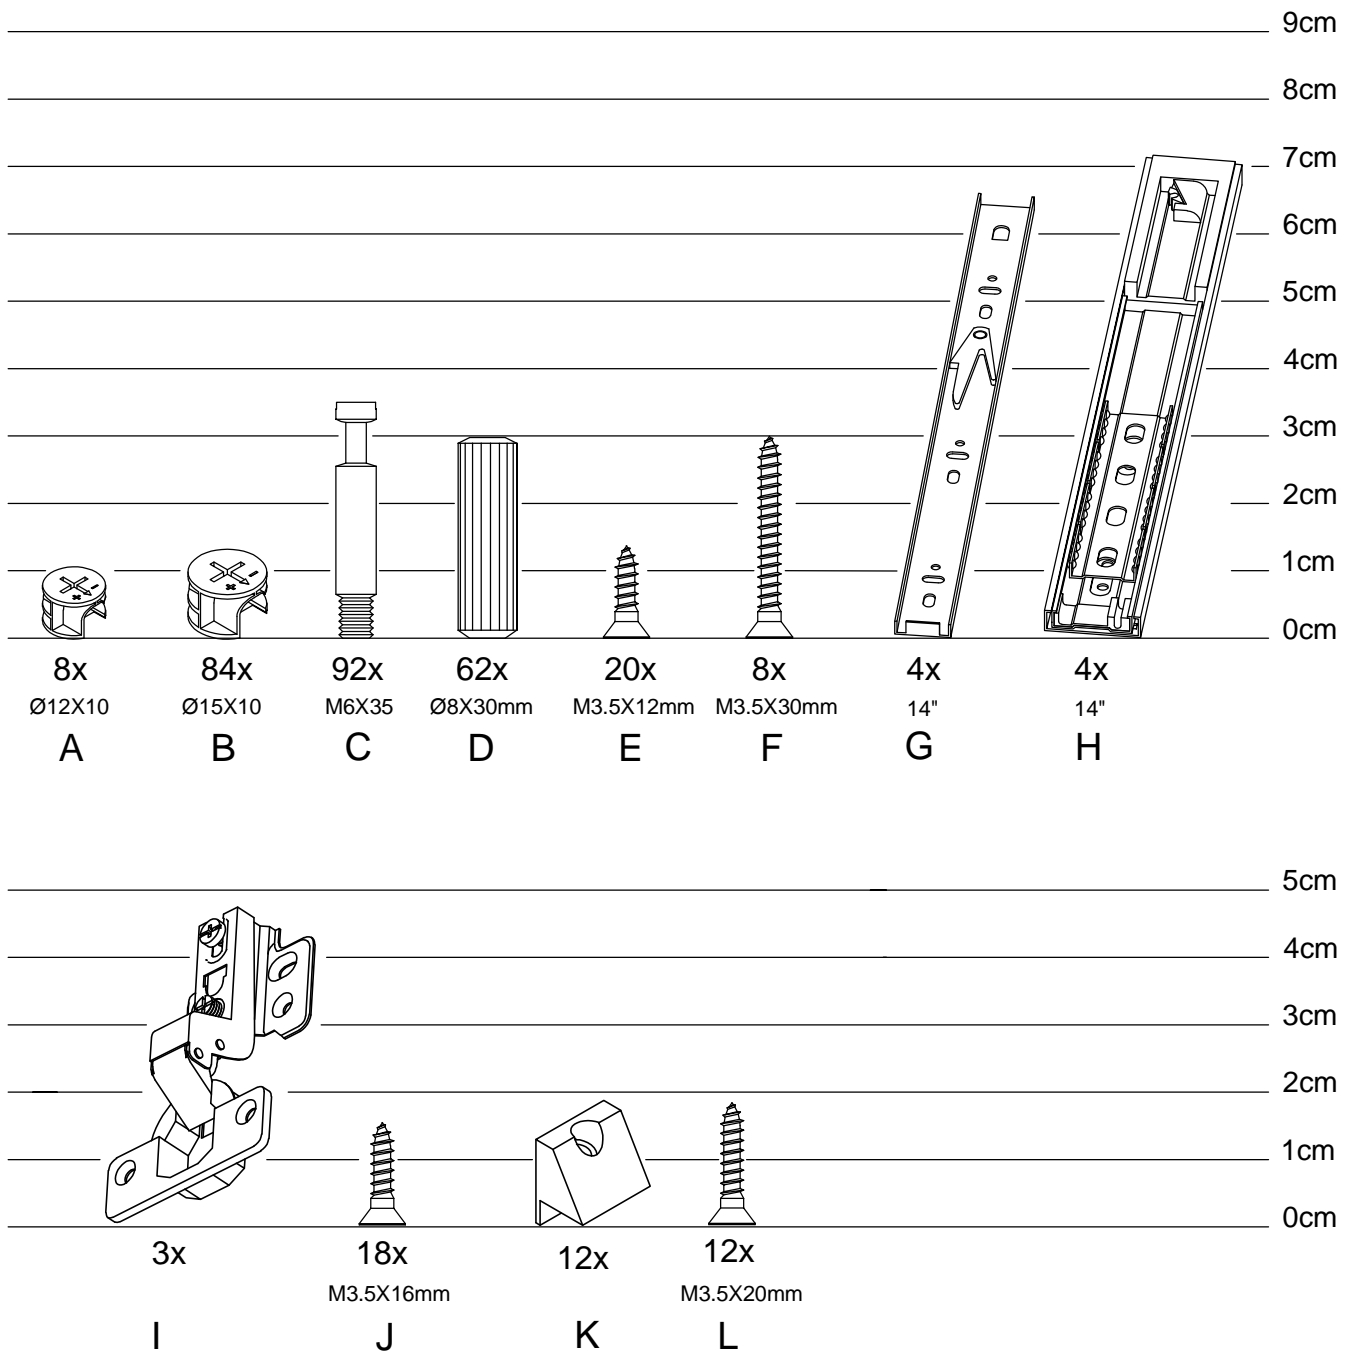 9cm
8cm
7cm
6cm
5cm
4cm
3cm
2cm
1cm
0cm
8x 84x 92x 62x 20x 8x 4x 4x
Ø12X10 Ø15X10 M6X35 Ø8X30mm M3.5X12mm M3.5X30mm 14" 14"
A B C D E F G H
5cm
4cm
3cm
2cm
1cm
0cm
3x 18x 12x 12x
M3.5X16mm M3.5X20mm
I J K L